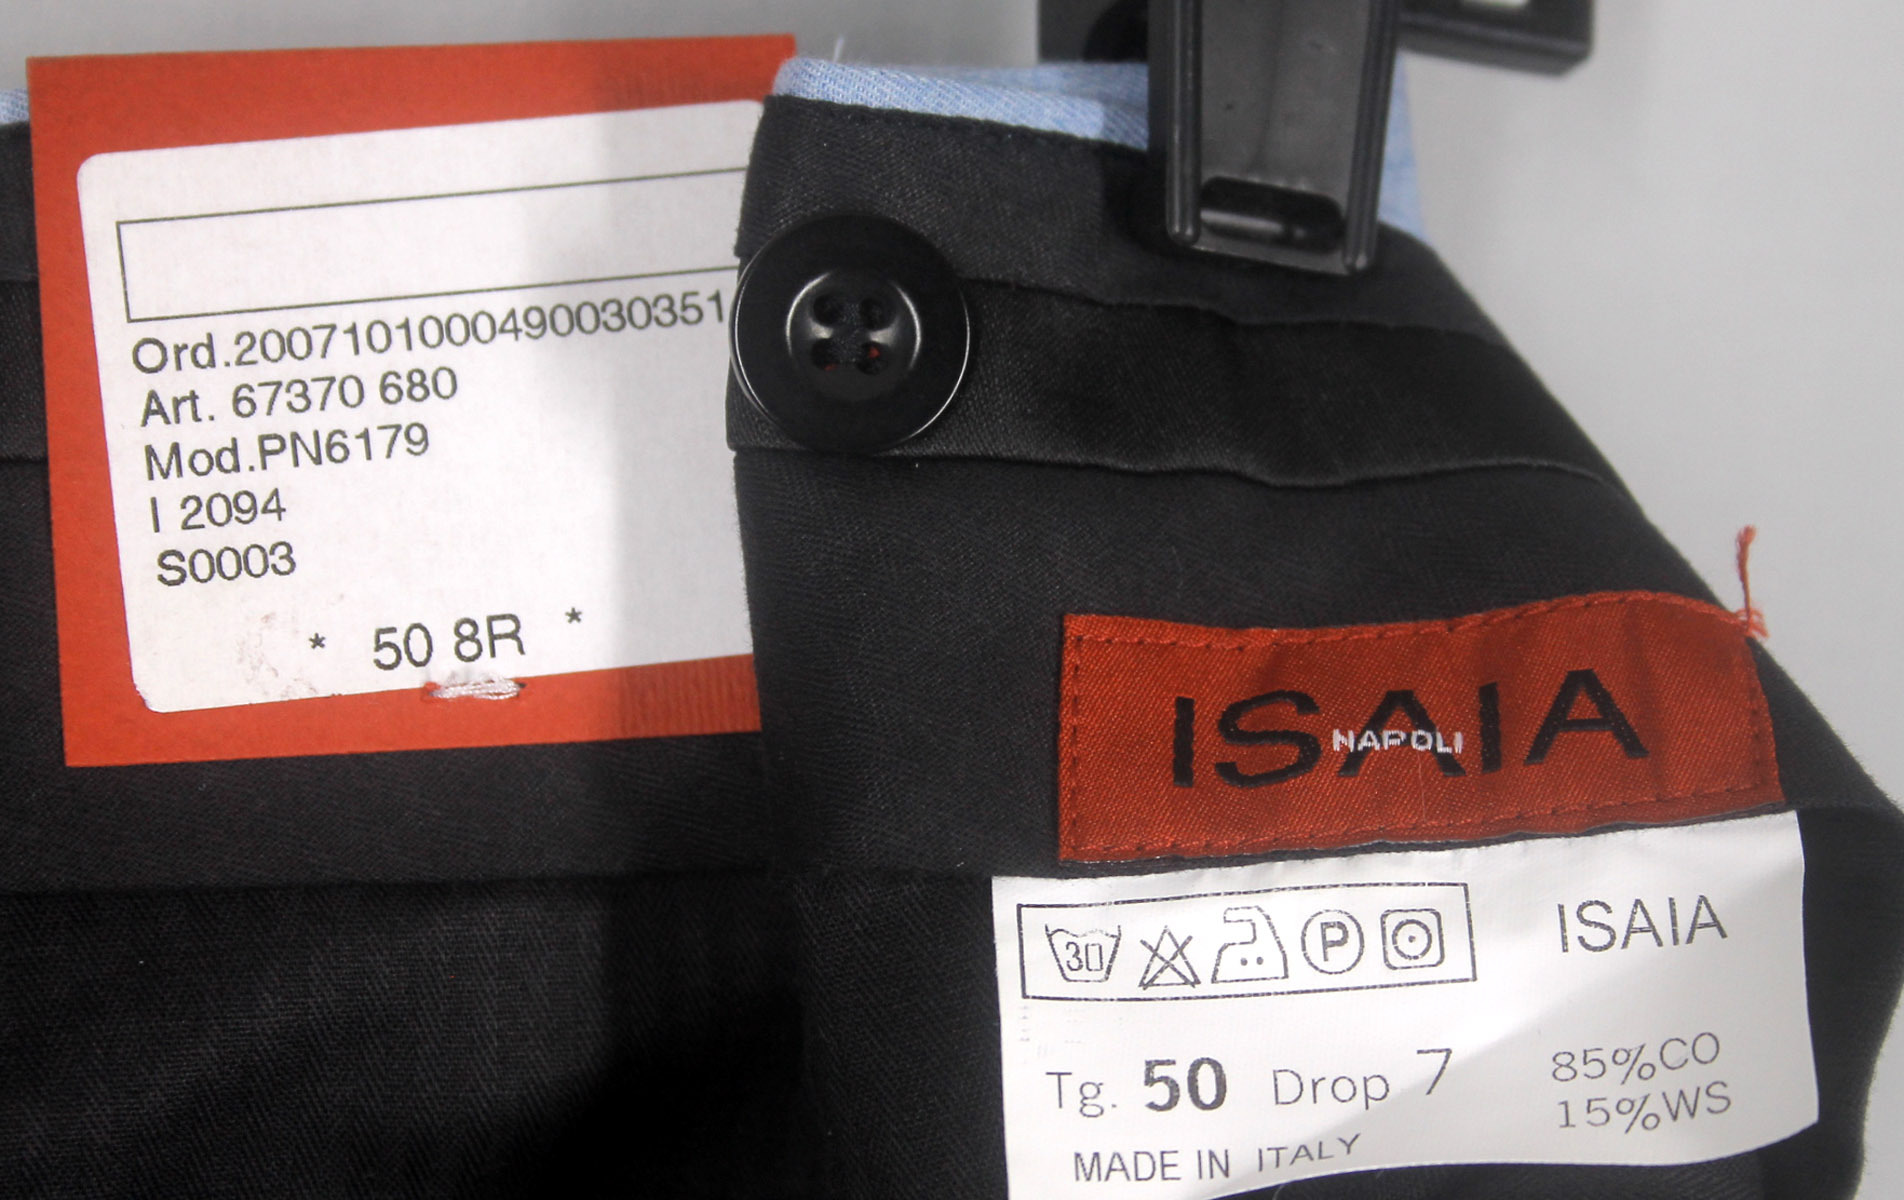 Ord.2007101000490030351
Art. 67370 680
Mod.PN6179
I 2094
S0003
* 50 8R *
ISAIA
NAPOLI
30 P ISAIA
Tg. 50 Drop 7 85%CO
15%WS
MADE IN ITALY